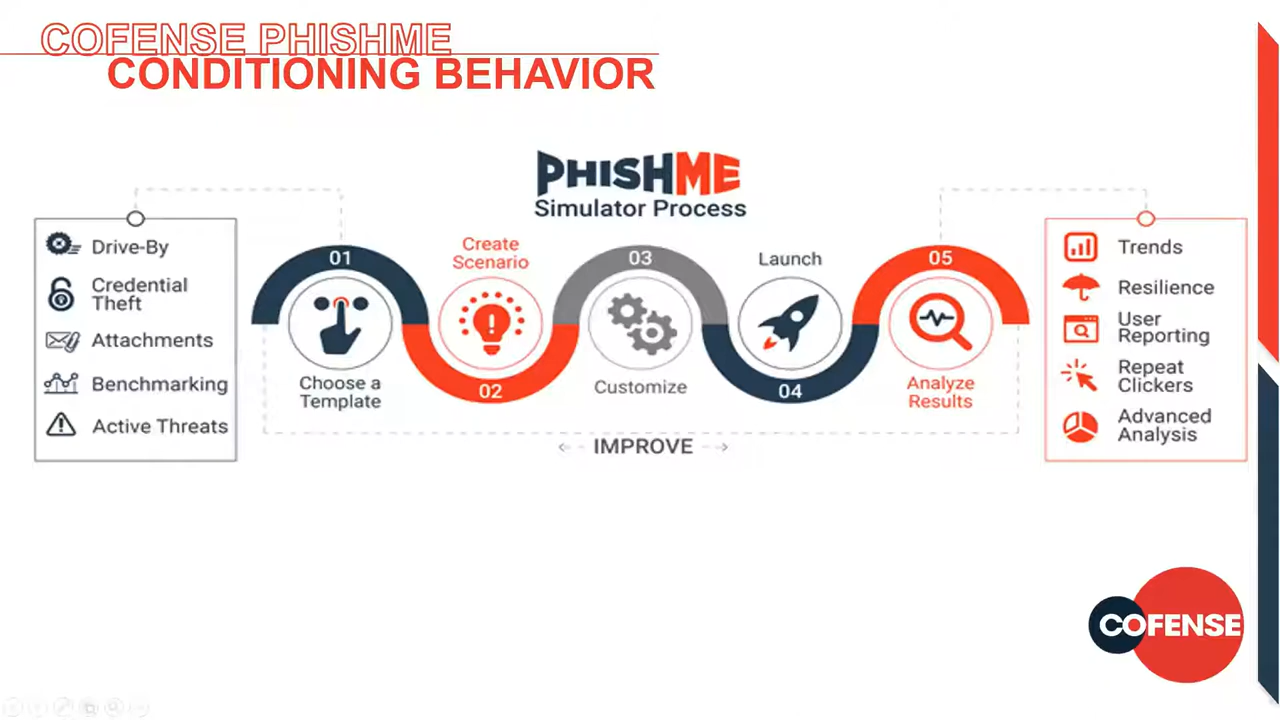 COFENSE PHISHME
CONDITIONING BEHAVIOR
PHISHME
Simulator Process
Drive-By
Credential
Theft
Attachments
Benchmarking
Active Threats
01
Choose a
Template
Create
Scenario
02
03
Customize
Launch
04
05
Analyze
Results
IMPROVE
Trends
Resilience
User
Reporting
Repeat
Clickers
Advanced
Analysis
COFENSE